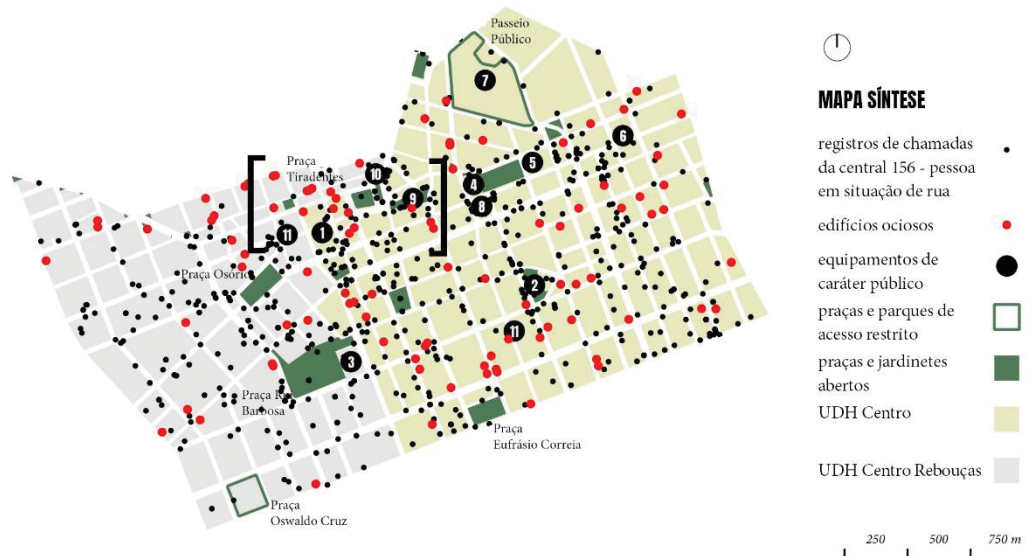 Passeio
Público
7
6
5
Praça
Tiradentes
10
4
9
8
11
1
Praça Osório
2
11
3
Praça Rui
Barbosa
Praça
Eufrásio Correia
Praça
Oswaldo Cruz
MAPA SÍNTESE
registros de chamadas
da central 156 - pessoa
em situação de rua
edifícios ociosos
equipamentos de
caráter público
praças e parques de
acesso restrito
praças e jardinetes
abertos
UDH Centro
UDH Centro Rebouças
250 500 750 m